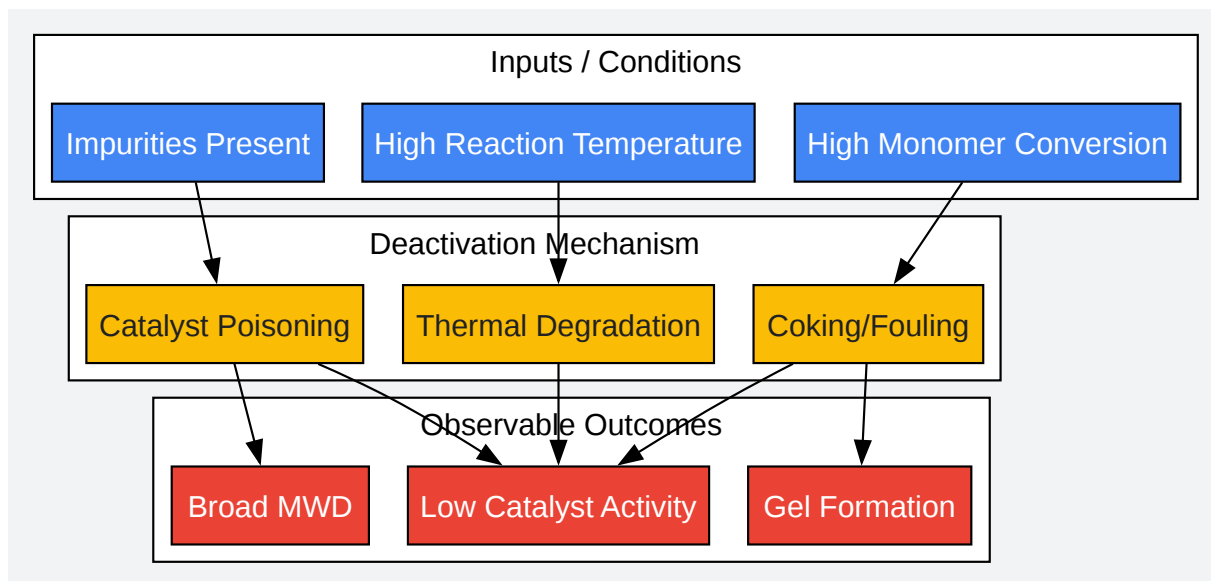 Inputs / Conditions
Impurities Present
High Reaction Temperature
High Monomer Conversion
Deactivation Mechanism
Catalyst Poisoning
Thermal Degradation
Coking/Fouling
Observable Outcomes
Broad MWD
Low Catalyst Activity
Gel Formation